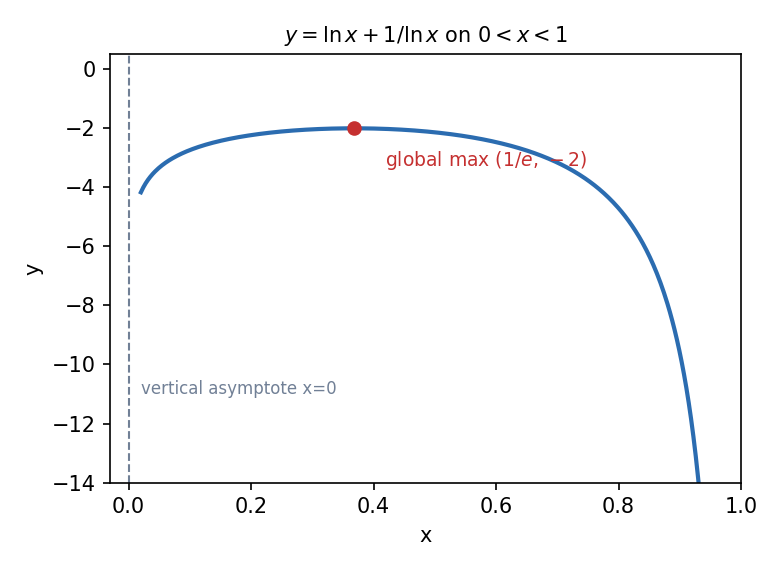 y = ln x + 1/ln x on 0 < x < 1
0
−2
−4
−6
−8
−10
−12
−14
y
global max (1/e, −2)
vertical asymptote x=0
0.0 0.2 0.4 0.6 0.8 1.0
x